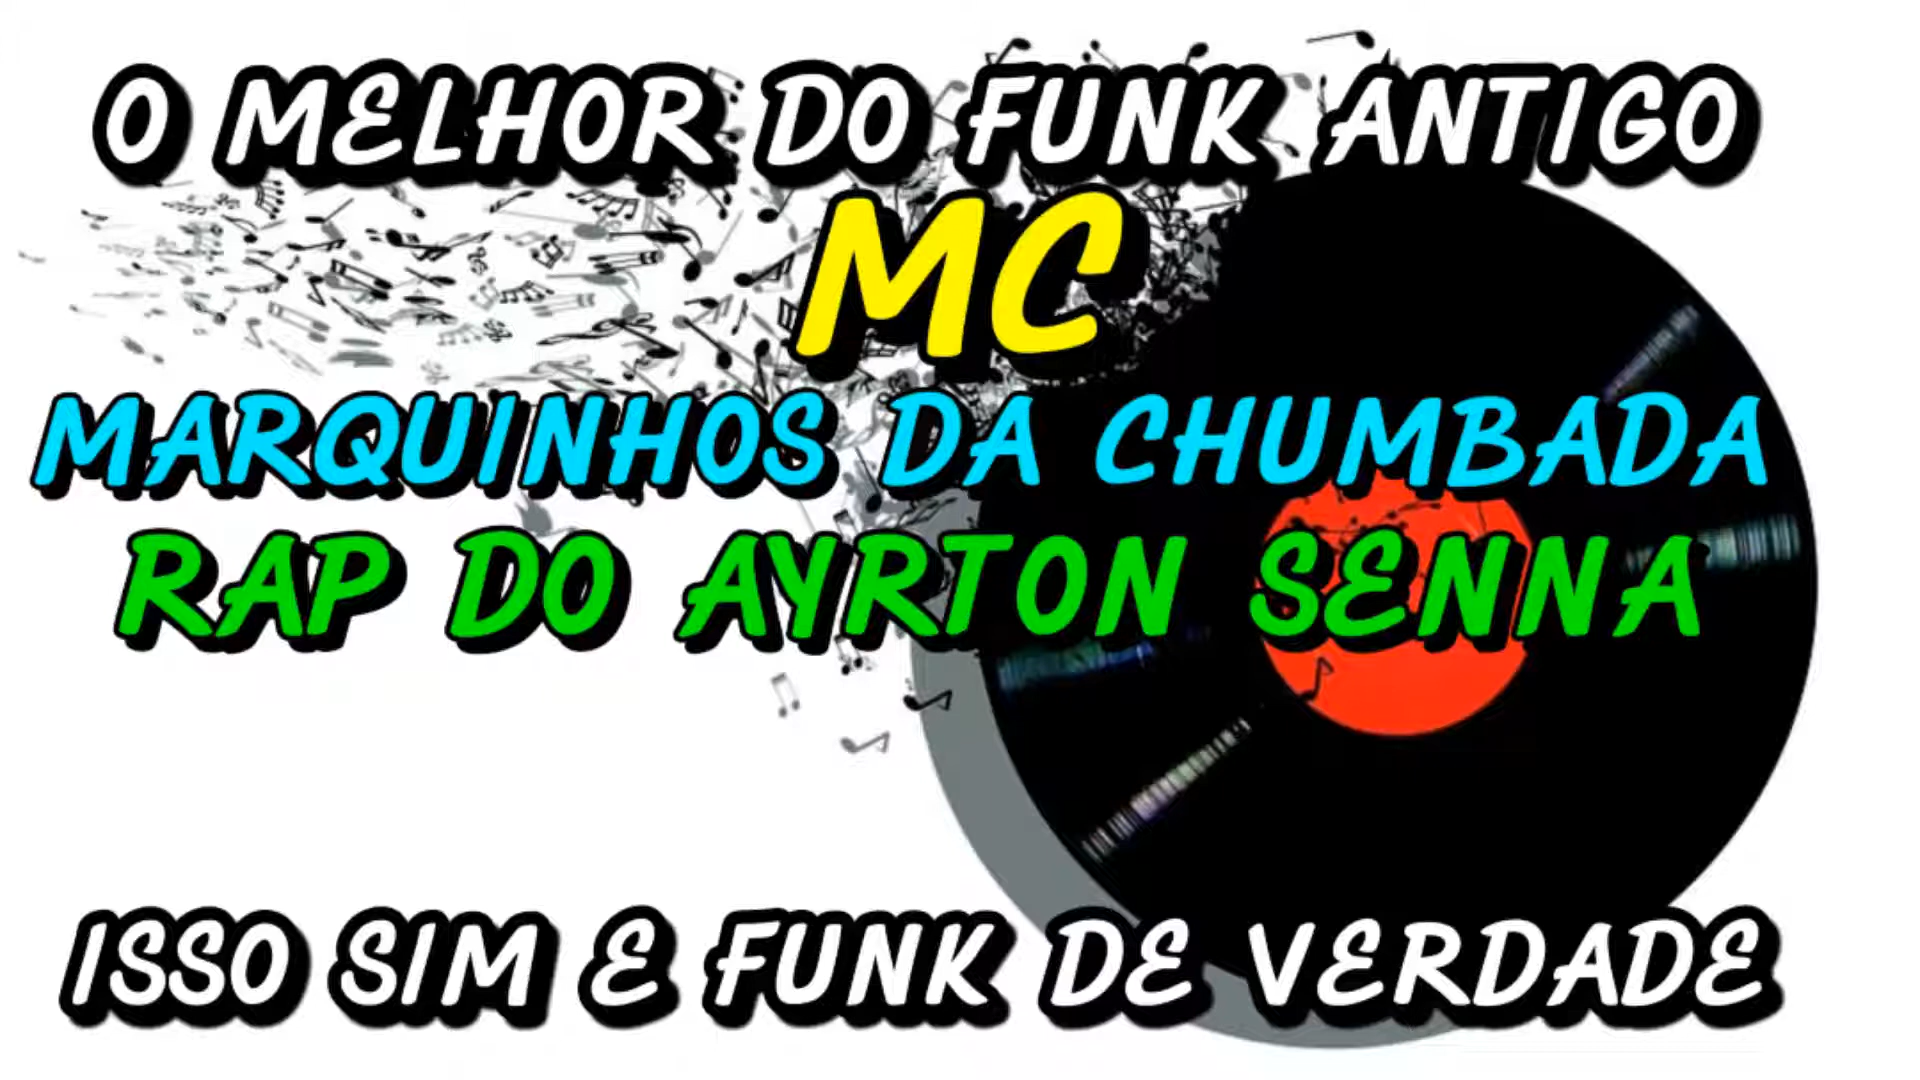 O MELHOR DO FUNK ANTIGO
MC
MARQUINHOS DA CHUMBADA
RAP DO AYRTON SENNA
ISSO SIM E FUNK DE VERDADE